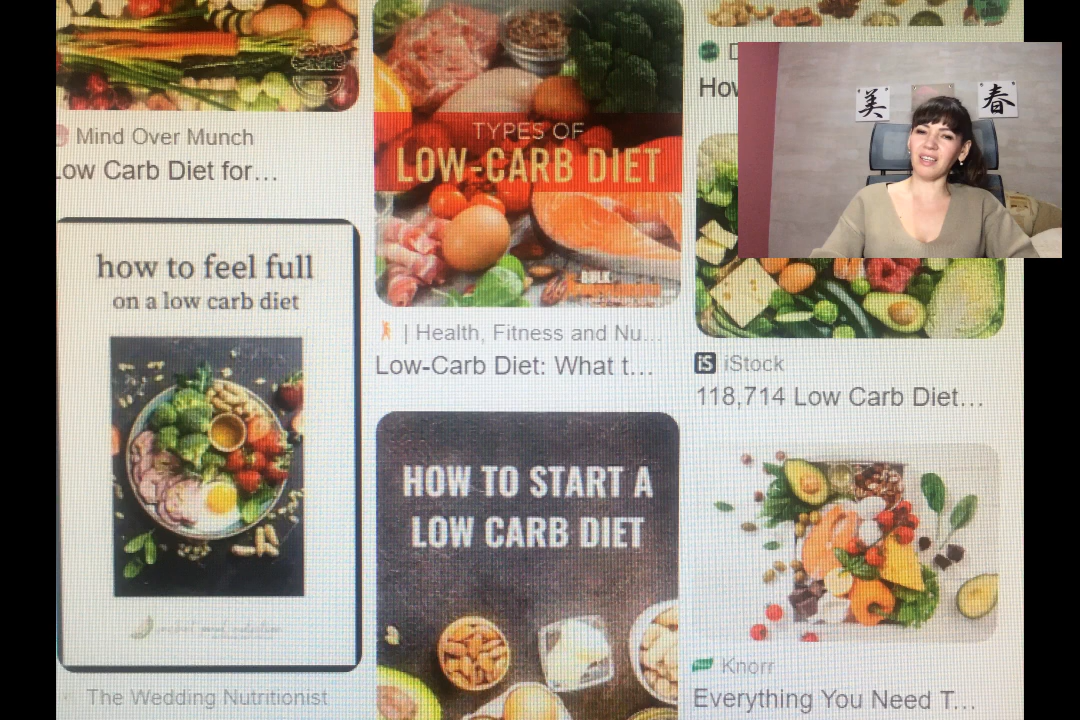 Mind Over Munch
Low Carb Diet for…
how to feel full
on a low carb diet
The Wedding Nutritionist
TYPES OF
LOW-CARB DIET
| Health, Fitness and Nu…
Low-Carb Diet: What t…
HOW TO START A
LOW CARB DIET
D
How
美
春
iS iStock
118,714 Low Carb Diet…
Knorr
Everything You Need T…